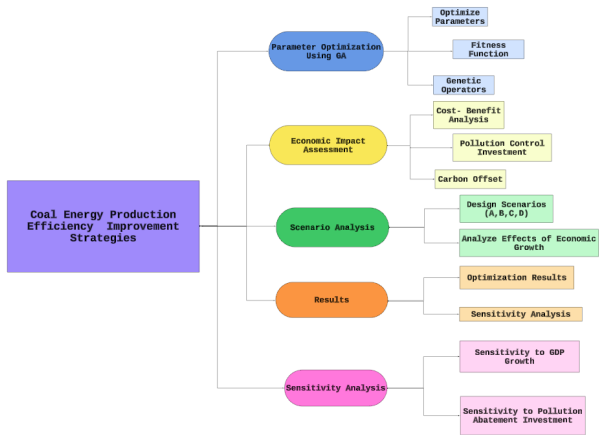 Coal Energy Production
Efficiency Improvement
Strategies
Parameter Optimization
Using GA
Optimize
Parameters
Fitness
Function
Genetic
Operators
Economic Impact
Assessment
Cost- Benefit
Analysis
Pollution Control
Investment
Carbon Offset
Scenario Analysis
Design Scenarios
(A,B,C,D)
Analyze Effects of Economic
Growth
Results
Optimization Results
Sensitivity Analysis
Sensitivity Analysis
Sensitivity to GDP
Growth
Sensitivity to Pollution
Abatement Investment